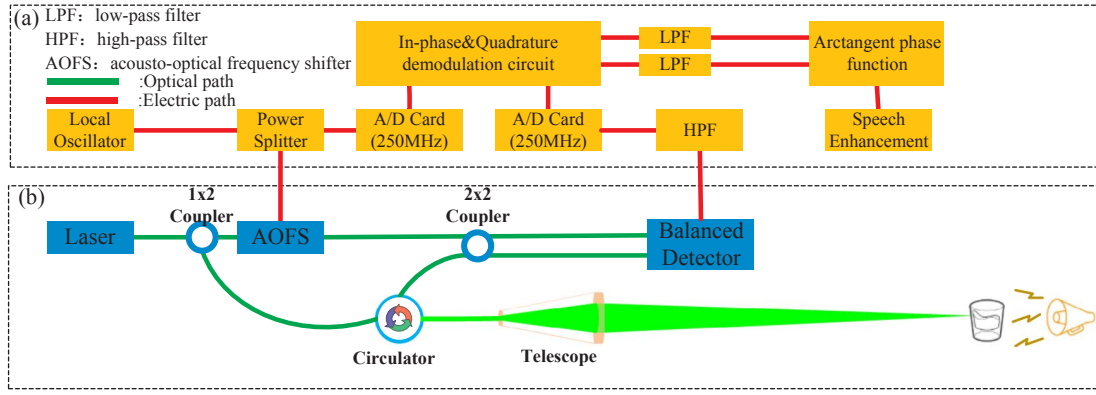 (a)
LPF：low-pass filter
HPF：high-pass filter
AOFS：acousto-optical frequency shifter
:Optical path
:Electric path
In-phase&Quadrature
demodulation circuit
LPF
LPF
Arctangent phase
function
Local
Oscillator
Power
Splitter
A/D Card
(250MHz)
A/D Card
(250MHz)
HPF
Speech
Enhancement
(b)
1x2
Coupler
2x2
Coupler
Laser
AOFS
Balanced
Detector
Circulator
Telescope